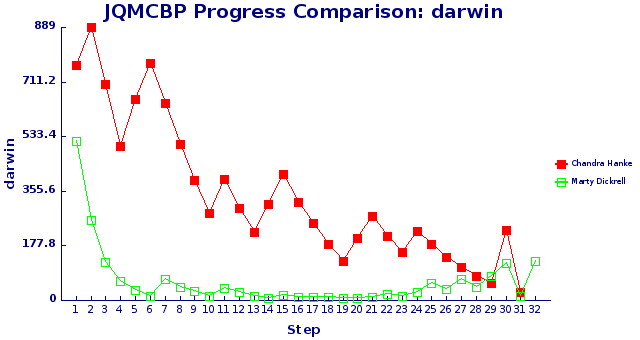 JQMCBP Progress Comparison: darwin
889
711.2
533.4
355.6
177.8
0
darwin
1 2 3 4 5 6 7 8 9 10 11 12 13 14 15 16 17 18 19 20 21 22 23 24 25 26 27 28 29 30 31 32
Step
Chandra Hanke
Marty Dickrell